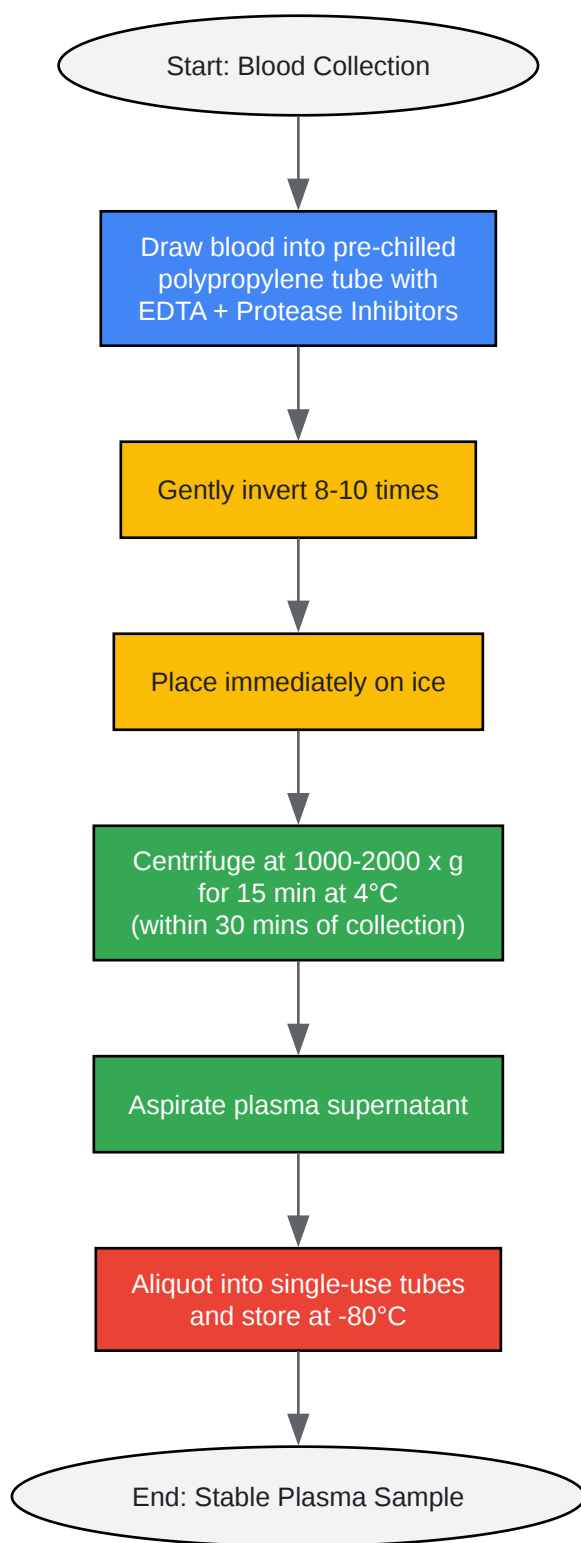 Start: Blood Collection
Draw blood into pre-chilled
polypropylene tube with
EDTA + Protease Inhibitors
Gently invert 8-10 times
Place immediately on ice
Centrifuge at 1000-2000 x g
for 15 min at 4°C
(within 30 mins of collection)
Aspirate plasma supernatant
Aliquot into single-use tubes
and store at -80°C
End: Stable Plasma Sample